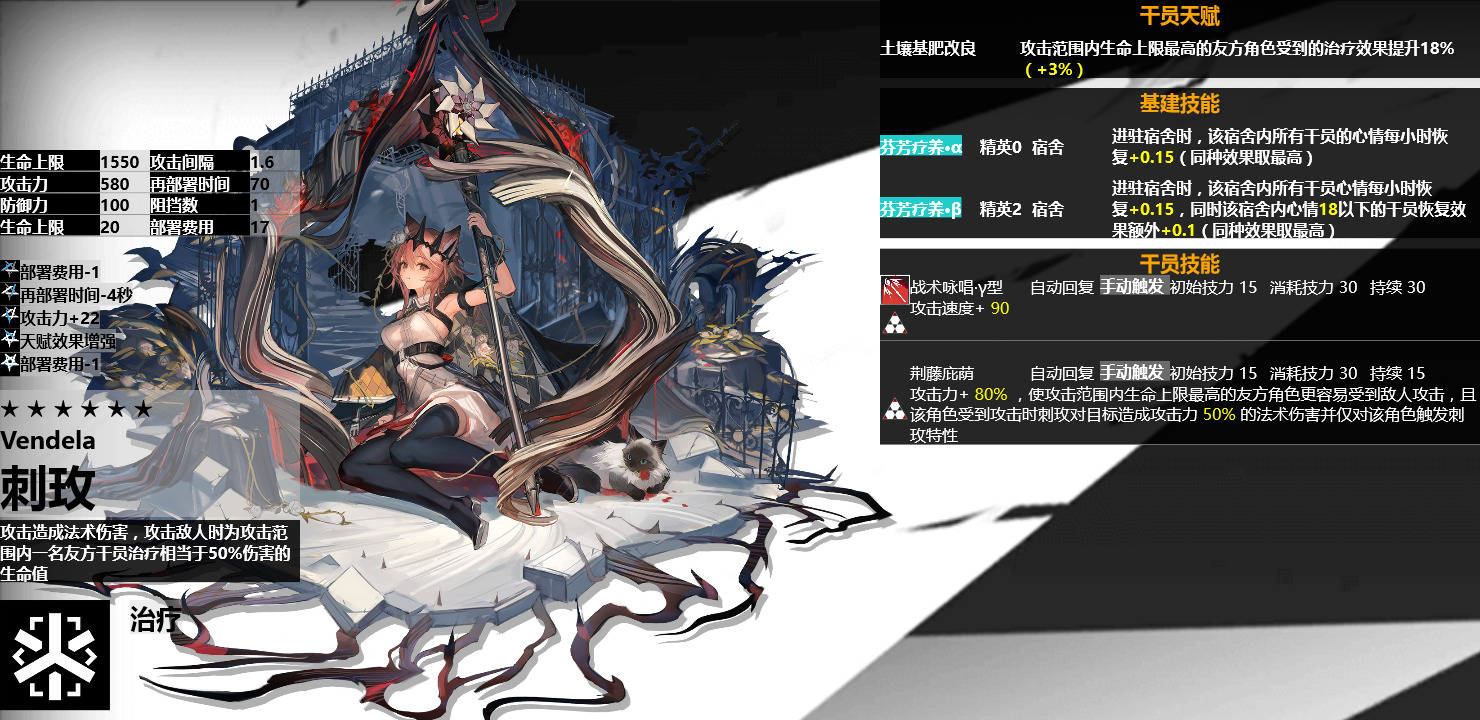 生命上限 1550 攻击间隔 1.6
攻击力 580 再部署时间 70
防御力 100 阻挡数 1
生命上限 20 部署费用 17
部署费用-1
再部署时间-4秒
攻击力+22
天赋效果增强
部署费用-1
★ ★ ★ ★ ★ ★
Vendela
刺玫
攻击造成法术伤害，攻击敌人时为攻击范
围内一名友方干员治疗相当于50%伤害的
生命值
治疗
干员天赋
土壤基肥改良 攻击范围内生命上限最高的友方角色受到的治疗效果提升18%
（+3%）
基建技能
芬芳疗养•α 精英0 宿舍 进驻宿舍时，该宿舍内所有干员的心情每小时恢
复+0.15（同种效果取最高）
芬芳疗养•β 精英2 宿舍 进驻宿舍时，该宿舍内所有干员心情每小时恢
复+0.15，同时该宿舍内心情18以下的干员恢复效
果额外+0.1（同种效果取最高）
干员技能
战术咏唱·γ型 自动回复 手动触发 初始技力 15 消耗技力 30 持续 30
攻击速度+ 90
荆藤庇荫 自动回复 手动触发 初始技力 15 消耗技力 30 持续 15
攻击力+ 80% ，使攻击范围内生命上限最高的友方角色更容易受到敌人攻击，且
该角色受到攻击时刺玫对目标造成攻击力 50% 的法术伤害并仅对该角色触发刺
玫特性